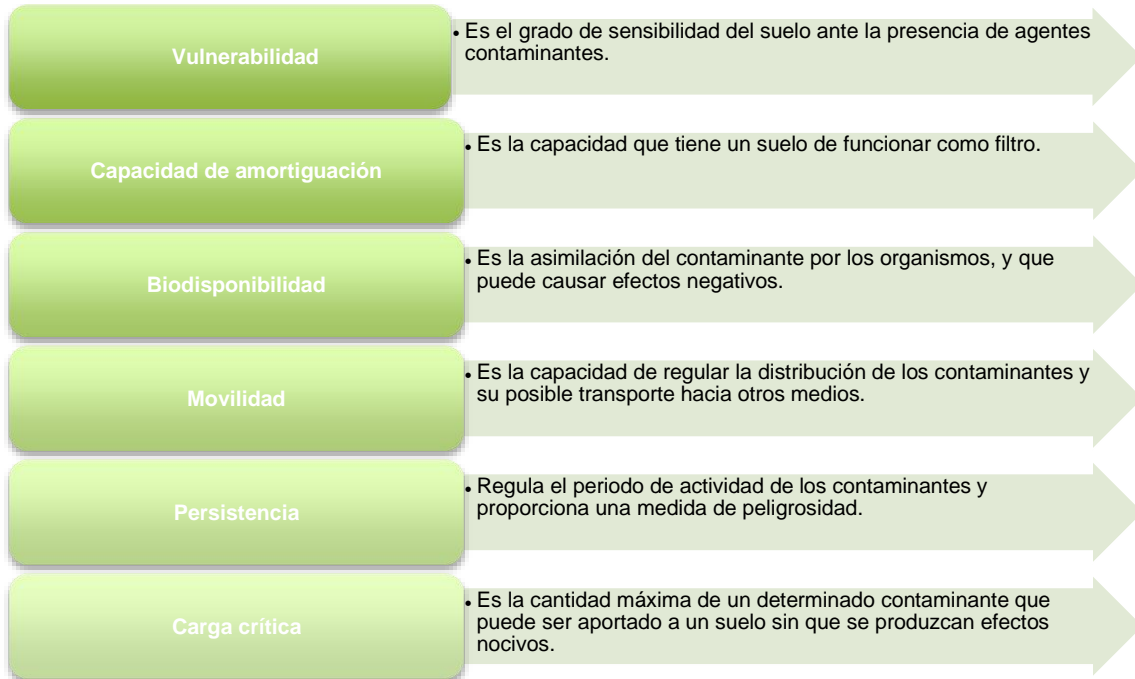 Vulnerabilidad
• Es el grado de sensibilidad del suelo ante la presencia de agentes
contaminantes.
Capacidad de amortiguación
• Es la capacidad que tiene un suelo de funcionar como filtro.
Biodisponibilidad
• Es la asimilación del contaminante por los organismos, y que
puede causar efectos negativos.
Movilidad
• Es la capacidad de regular la distribución de los contaminantes y
su posible transporte hacia otros medios.
Persistencia
• Regula el periodo de actividad de los contaminantes y
proporciona una medida de peligrosidad.
Carga crítica
• Es la cantidad máxima de un determinado contaminante que
puede ser aportado a un suelo sin que se produzcan efectos
nocivos.